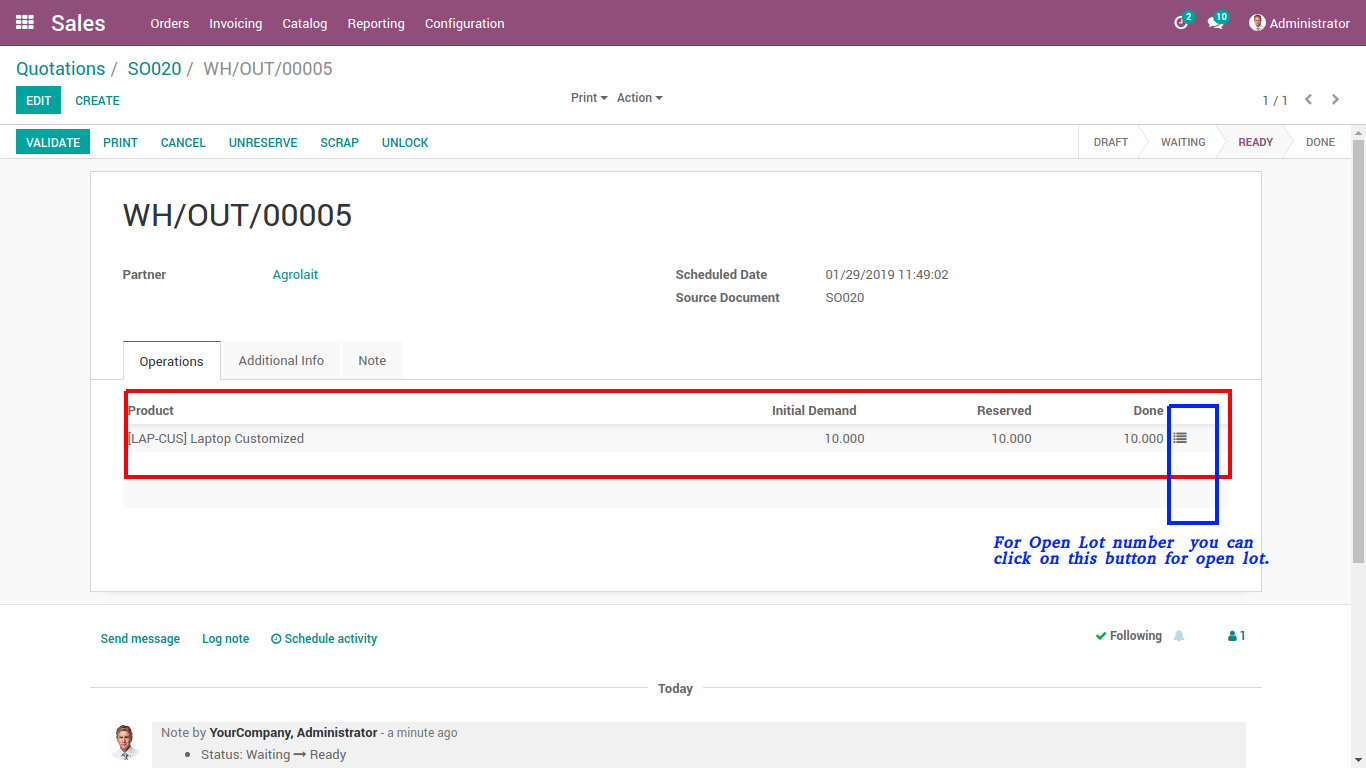 Sales Orders Invoicing Catalog Reporting Configuration 2 10 Administrator
Quotations / SO020 / WH/OUT/00005
EDIT CREATE Print Action 1 / 1
VALIDATE PRINT CANCEL UNRESERVE SCRAP UNLOCK DRAFT WAITING READY DONE
WH/OUT/00005
Partner Agrolait Scheduled Date 01/29/2019 11:49:02
Source Document SO020
Operations Additional Info Note
Product Initial Demand Reserved Done
[LAP-CUS] Laptop Customized 10.000 10.000 10.000
For Open Lot number you can
click on this button for open lot.
Send message Log note Schedule activity Following 1
Today
Note by YourCompany, Administrator - a minute ago
• Status: Waiting → Ready